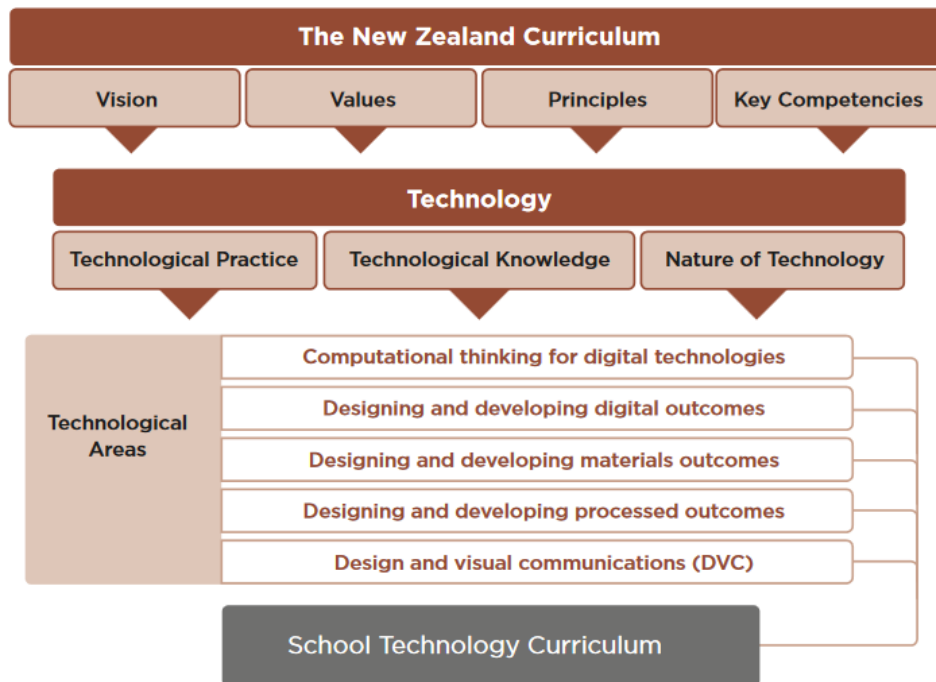 The New Zealand Curriculum
Vision
Values
Principles
Key Competencies
Technology
Technological Practice
Technological Knowledge
Nature of Technology
Technological
Areas
Computational thinking for digital technologies
Designing and developing digital outcomes
Designing and developing materials outcomes
Designing and developing processed outcomes
Design and visual communications (DVC)
School Technology Curriculum